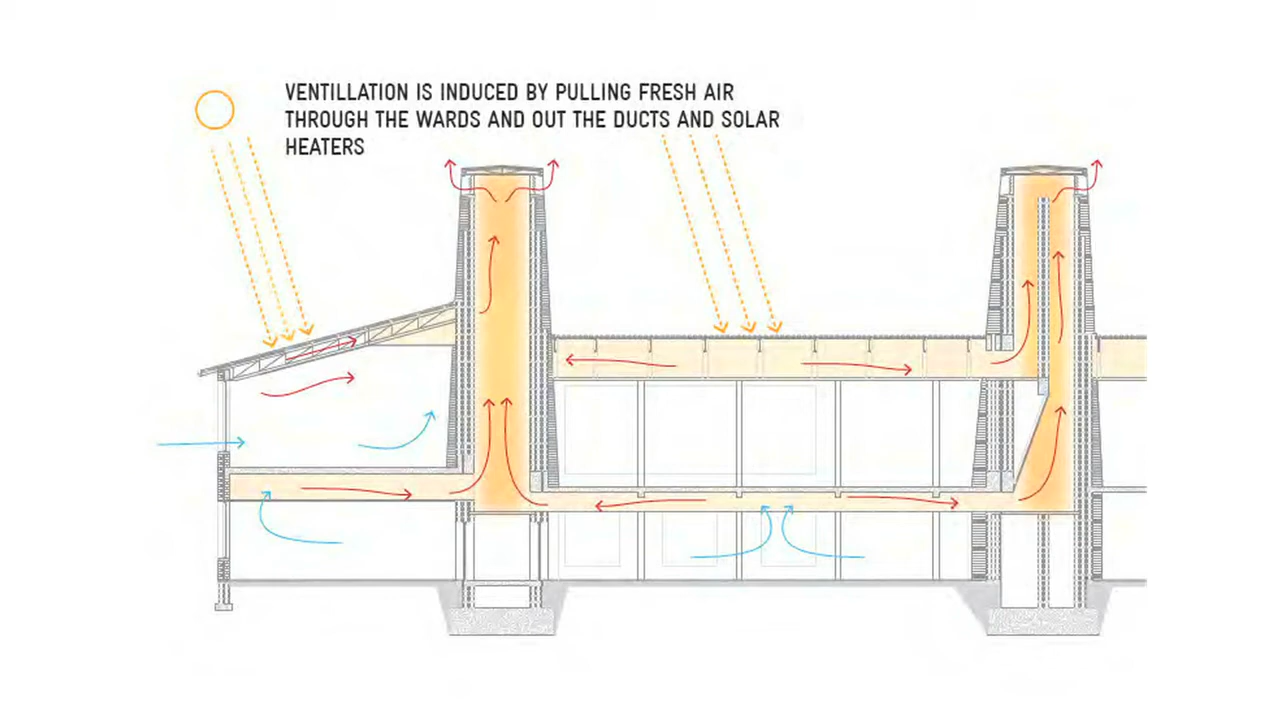 VENTILLATION IS INDUCED BY PULLING FRESH AIR
THROUGH THE WARDS AND OUT THE DUCTS AND SOLAR
HEATERS